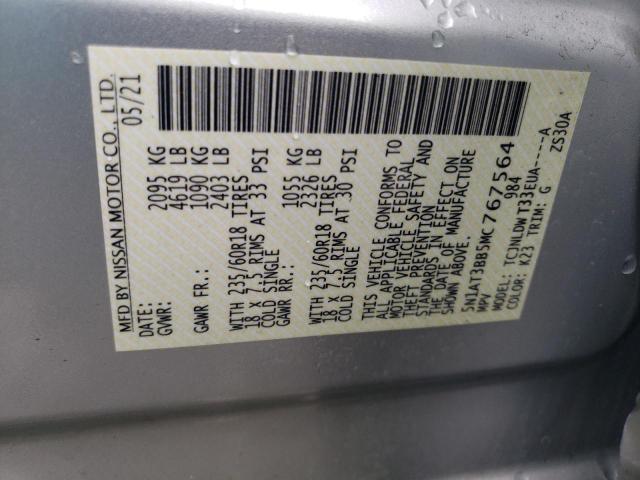 MFD BY NISSAN MOTOR CO., LTD.
DATE: 05/21
GVWR: 2095 KG
4619 LB
GAWR FR.: 1090 KG
2403 LB
WITH 235/60R18 TIRES
18 X 7.5 RIMS AT 33 PSI
COLD SINGLE
GAWR RR.: 1055 KG
2326 LB
WITH 235/60R18 TIRES
18 X 7.5 RIMS AT 30 PSI
COLD SINGLE
THIS VEHICLE CONFORMS TO
ALL APPLICABLE FEDERAL
MOTOR VEHICLE SAFETY AND
THEFT PREVENTION
STANDARDS IN EFFECT ON
THE DATE OF MANUFACTURE
SHOWN ABOVE.
5N1AT3BB5MC767564
MPV 984
MODEL: TCJNLDW T33EUA-----A
COLOR: K23 TRIM: G ZS30A